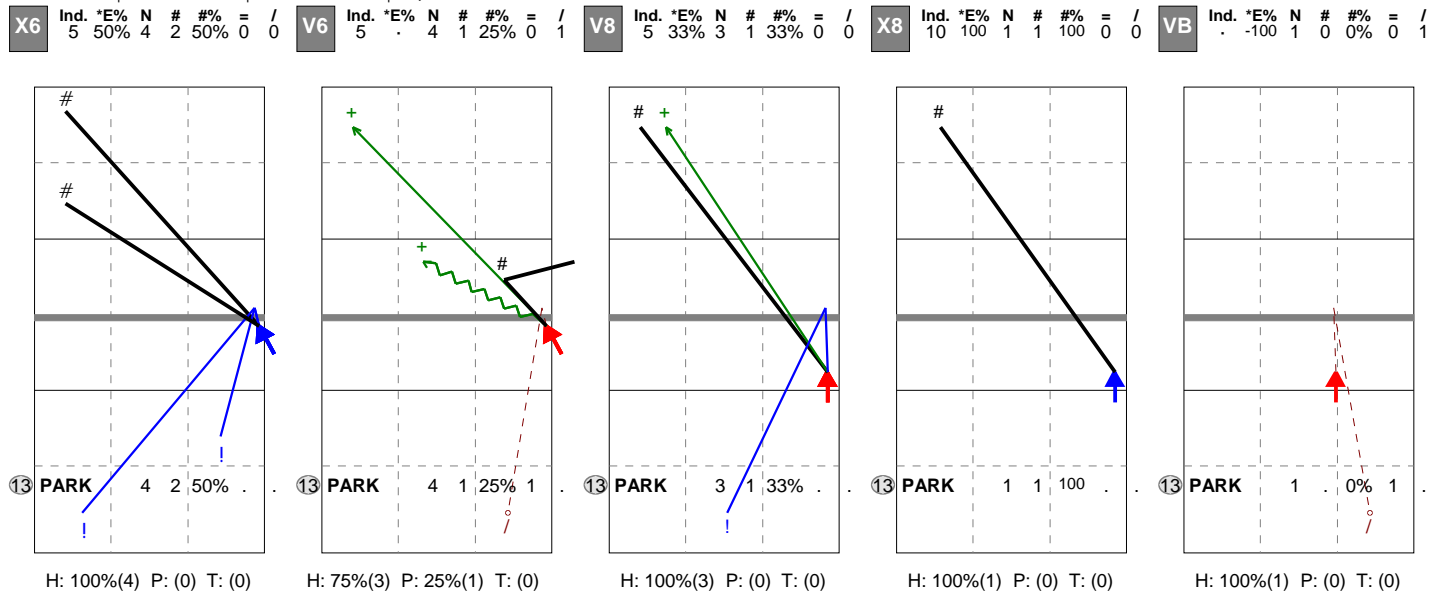 X6 Ind. *E% N # #% = / V6 Ind. *E% N # #% = / V8 Ind. *E% N # #% = / X8 Ind. *E% N # #% = / VB Ind. *E% N # #% = /
5 50% 4 2 50% 0 0 5 . 4 1 25% 0 1 5 33% 3 1 33% 0 0 10 100 1 1 100 0 0 . -100 1 0 0% 0 1
# + # + #
#
+ #
!
13 PARK 4 2 50% . . 13 PARK 4 1 25% 1 . 13 PARK 3 1 33% . . 13 PARK 1 1 100 . . 13 PARK 1 . 0% 1 .
! / ! /
H: 100%(4) P: (0) T: (0) H: 75%(3) P: 25%(1) T: (0) H: 100%(3) P: (0) T: (0) H: 100%(1) P: (0) T: (0) H: 100%(1) P: (0) T: (0)